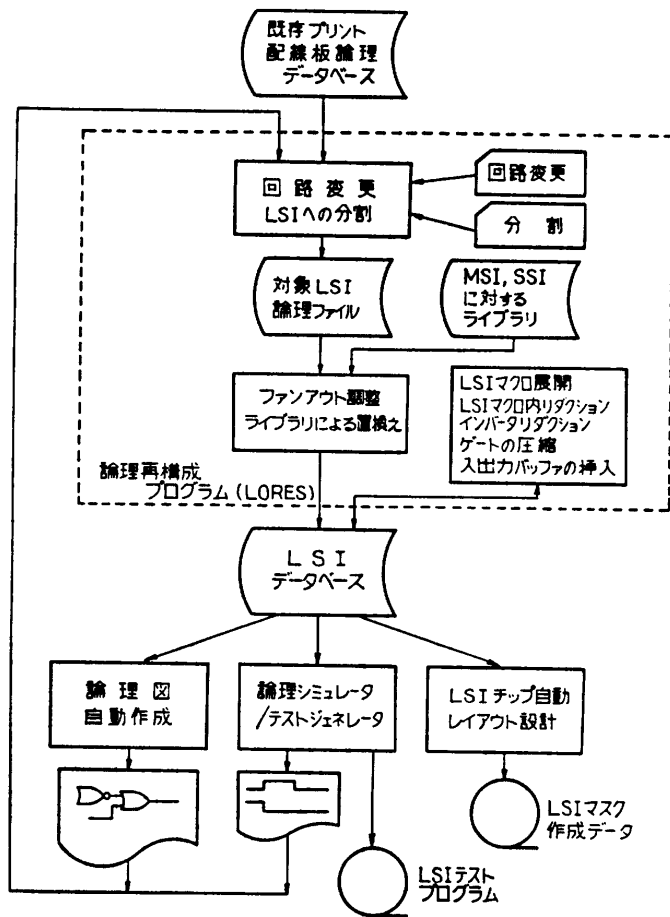 既存プリント
配線板論理
データベース
回路変更
LSIへの分割
回路変更
分割
対象LSI
論理ファイル
MSI, SSI
に対する
ライブラリ
ファンアウト調整
ライブラリによる置換え
LSIマクロ展開
LSIマクロ内リダクション
インバータリダクション
ゲートの圧縮
入出力バッファの挿入
論理再構成
プログラム(LORES)
LSI
データベース
論理図
自動作成
論理シミュレータ
/テストジェネレータ
LSIチップ自動
レイアウト設計
LSIマスク
作成データ
LSIテスト
プログラム